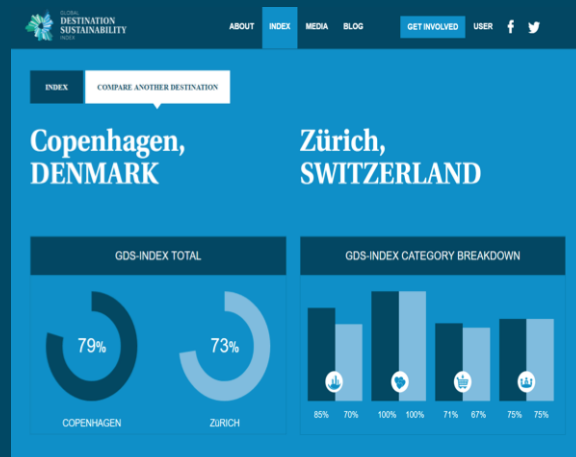 GLOBAL
DESTINATION
SUSTAINABILITY
INDEX
ABOUT INDEX MEDIA BLOG GET INVOLVED USER
INDEX COMPARE ANOTHER DESTINATION
Copenhagen,
DENMARK
Zürich,
SWITZERLAND
GDS-INDEX TOTAL
79%
73%
COPENHAGEN
ZüRICH
GDS-INDEX CATEGORY BREAKDOWN
85% 70% 100% 100% 71% 67% 75% 75%